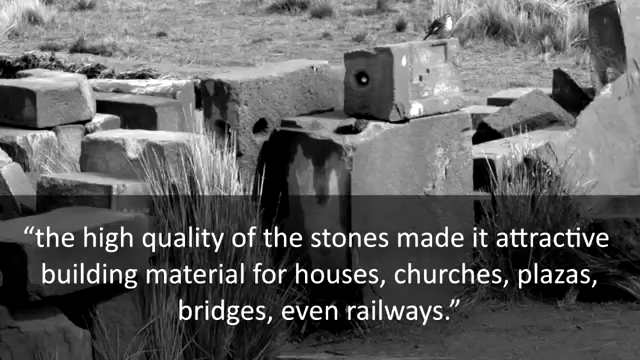 “the high quality of the stones made it attractive
building material for houses, churches, plazas,
bridges, even railways.”